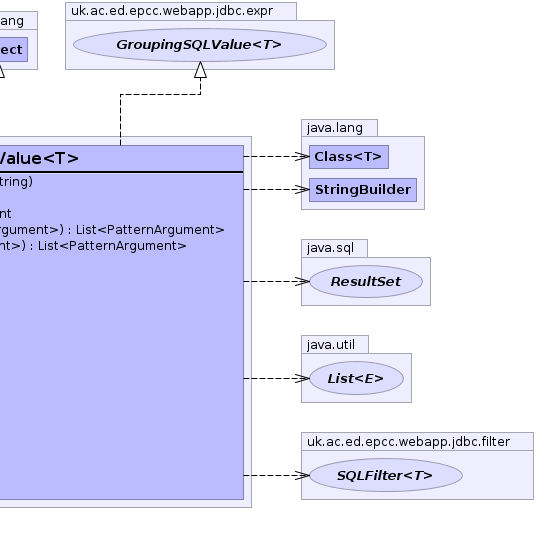 ang
ect
uk.ac.ed.epcc.webapp.jdbc.expr
GroupingSQLValue<T>
Value<T>
tring)
nt
rgument>) : List<PatternArgument>
nt>) : List<PatternArgument>
java.lang
Class<T>
StringBuilder
java.sql
ResultSet
java.util
List<E>
uk.ac.ed.epcc.webapp.jdbc.filter
SQLFilter<T>